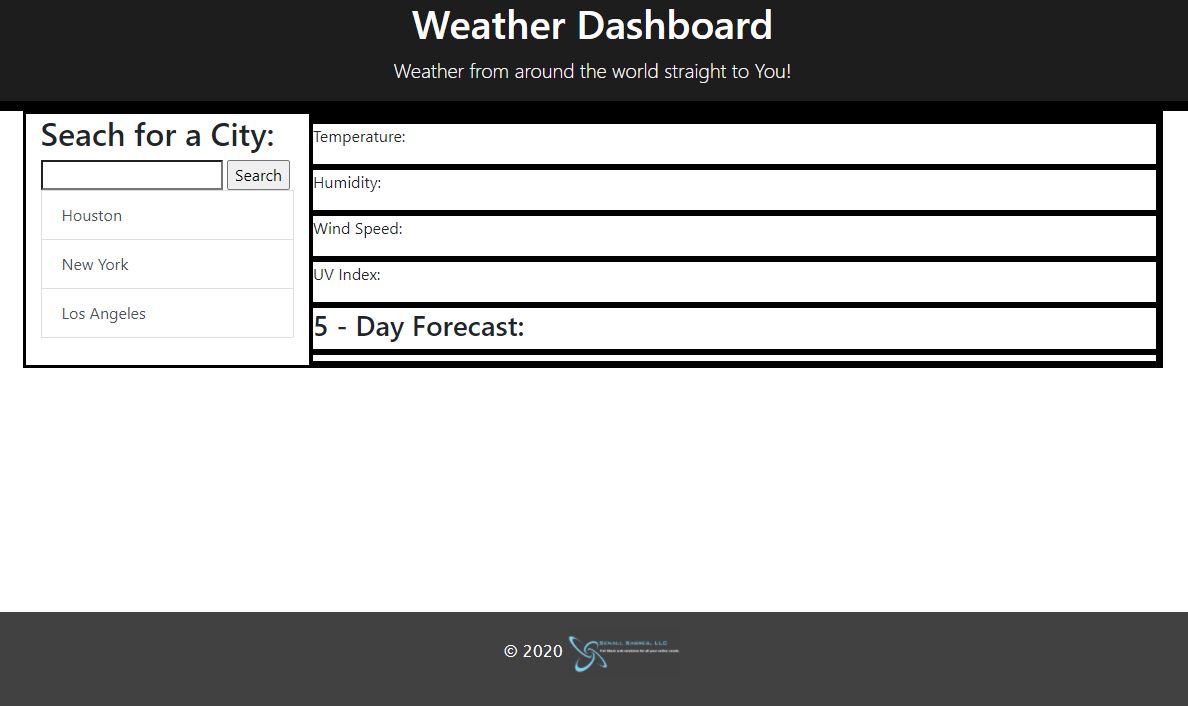 Weather Dashboard
Weather from around the world straight to You!
Seach for a City:
Search
Houston
New York
Los Angeles
Temperature:
Humidity:
Wind Speed:
UV Index:
5 - Day Forecast:
© 2020